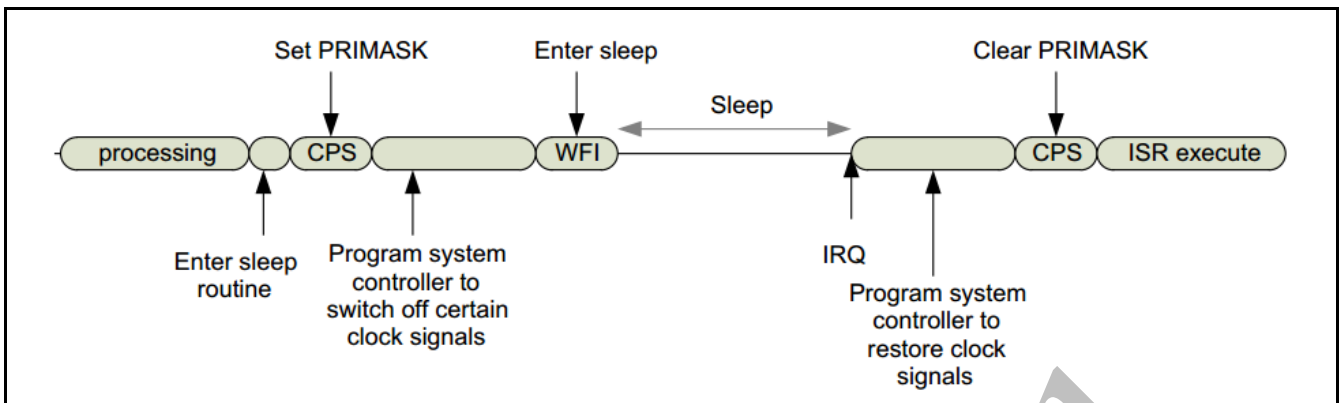 Set PRIMASK
Enter sleep
Clear PRIMASK
Sleep
processing
CPS
WFI
CPS
ISR execute
Enter sleep
routine
Program system
controller to
switch off certain
clock signals
IRQ
Program system
controller to
restore clock
signals